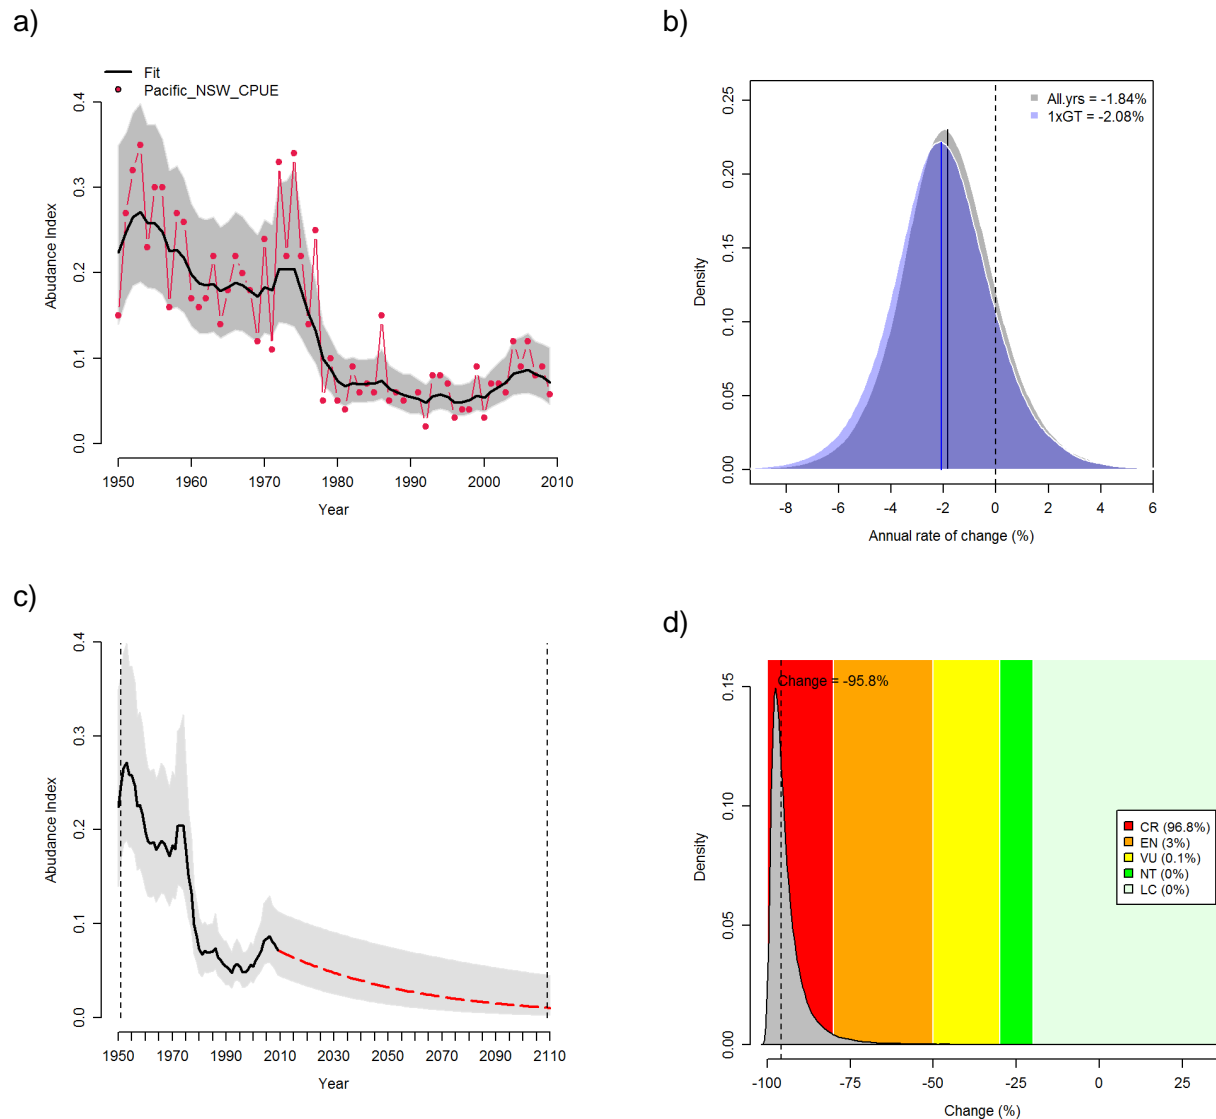 a)
Fit
Pacific_NSW_CPUE
0.4
0.3
0.2
0.1
0.0
Abudance Index
1950 1960 1970 1980 1990 2000 2010
Year
b)
All.yrs = -1.84%
1xGT = -2.08%
0.25
0.20
0.15
0.10
0.05
0.00
Density
-8 -6 -4 -2 0 2 4 6
Annual rate of change (%)
c)
0.4
0.3
0.2
0.1
0.0
Abudance Index
1950 1970 1990 2010 2030 2050 2070 2090 2110
Year
d)
Change = -95.8%
0.15
0.10
0.05
0.00
Density
CR (96.8%)
EN (3%)
VU (0.1%)
NT (0%)
LC (0%)
-100 -75 -50 -25 0 25
Change (%)